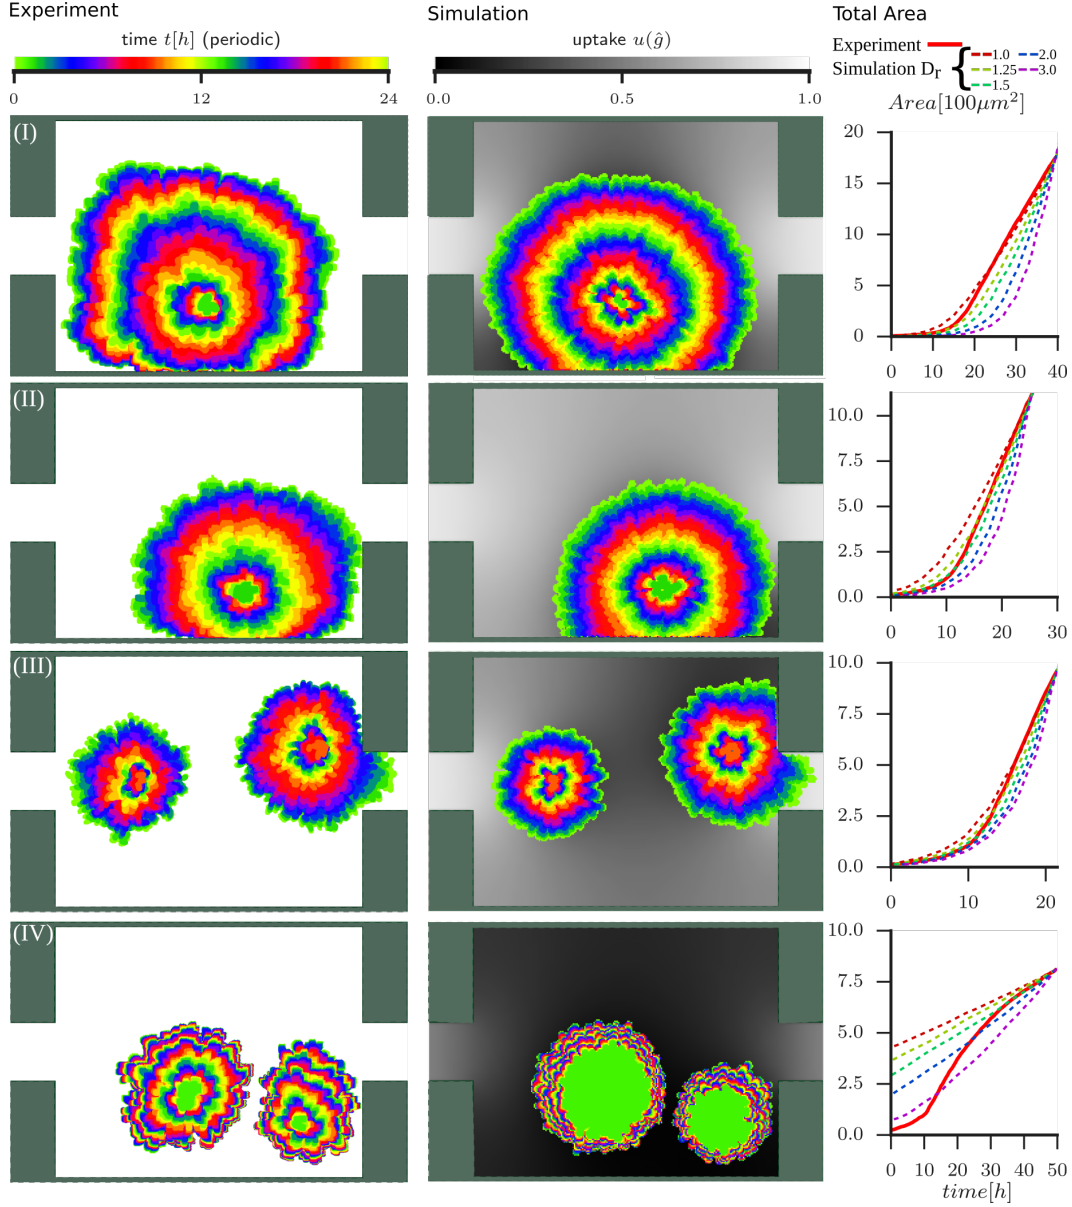 Experiment
Simulation
Total Area
time t[h] (periodic)
uptake u(ĝ)
Experiment
Simulation Dr { 1.0 2.0
1.25 3.0
1.5
0 12 24
0.0 0.5 1.0
Area[100μm²]
(I)
20
15
10
5
0
0 10 20 30 40
(II)
10.0
7.5
5.0
2.5
0.0
0 10 20 30
(III)
10.0
7.5
5.0
2.5
0.0
0 10 20
(IV)
10.0
7.5
5.0
2.5
0.0
0 10 20 30 40 50
time[h]